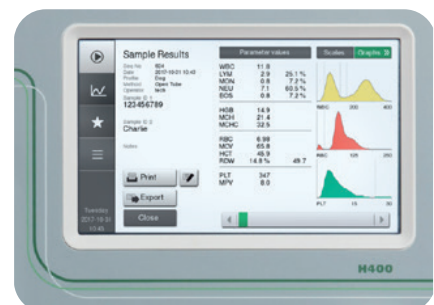 Sample Results
Seq No 924
Date 2017-10-31 10:40
Profile Dog
Method Open Tube
Operator tech
Sample ID 1
123456789
Sample ID 2
Charlie
Notes
Print
Export
Close
Tuesday
2017-10-31
10:45
Parameter values
WBC 11.8
LYM 2.9 25.1 %
MON 0.8 7.2 %
NEU 7.1 60.5 %
EOS 0.8 7.2 %
HGB 14.9
MCH 21.4
MCHC 32.5
RBC 6.98
MCV 65.8
HCT 45.9
RDW 14.8 % 49.7
PLT 347
MPV 8.0
Scales
Graphs
WBC 200 400
RBC 125 250
PLT 15 30
H400